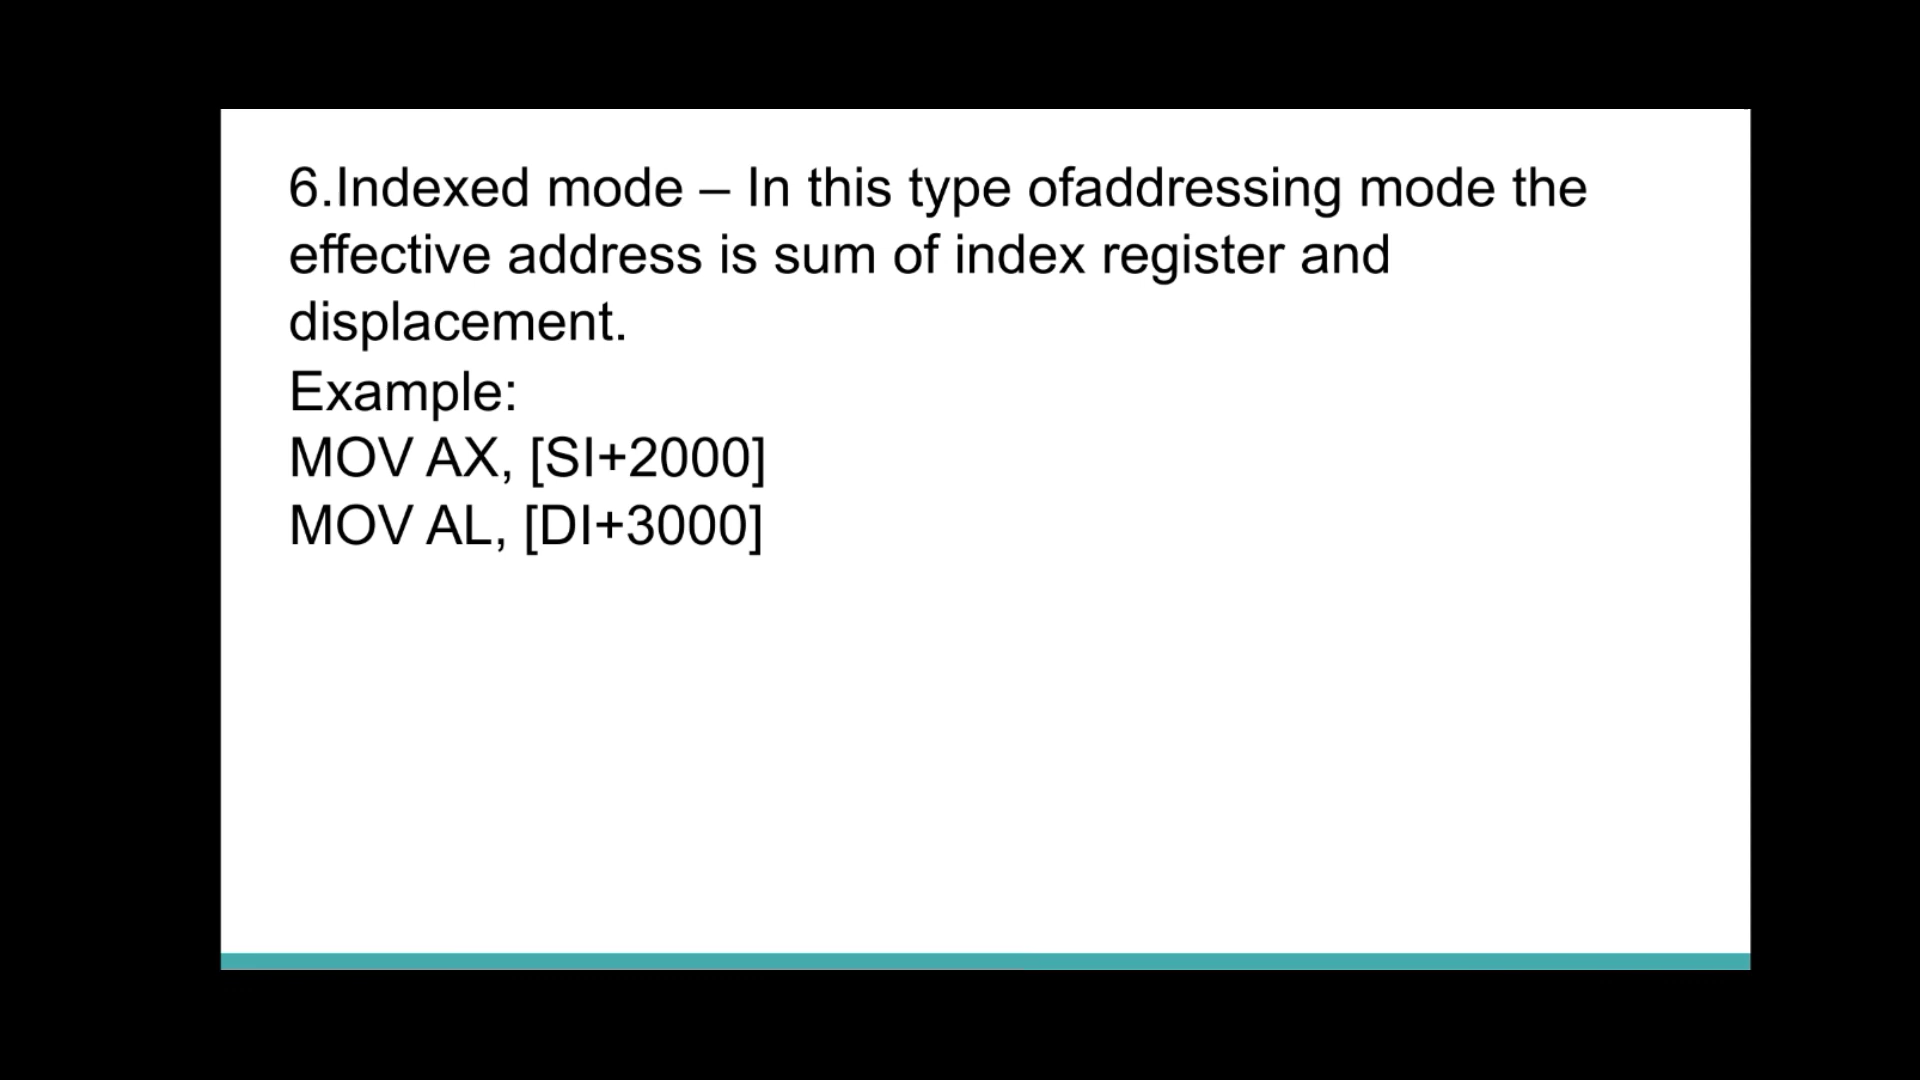 6.Indexed mode – In this type ofaddressing mode the
effective address is sum of index register and
displacement.
Example:
MOV AX, [SI+2000]
MOV AL, [DI+3000]